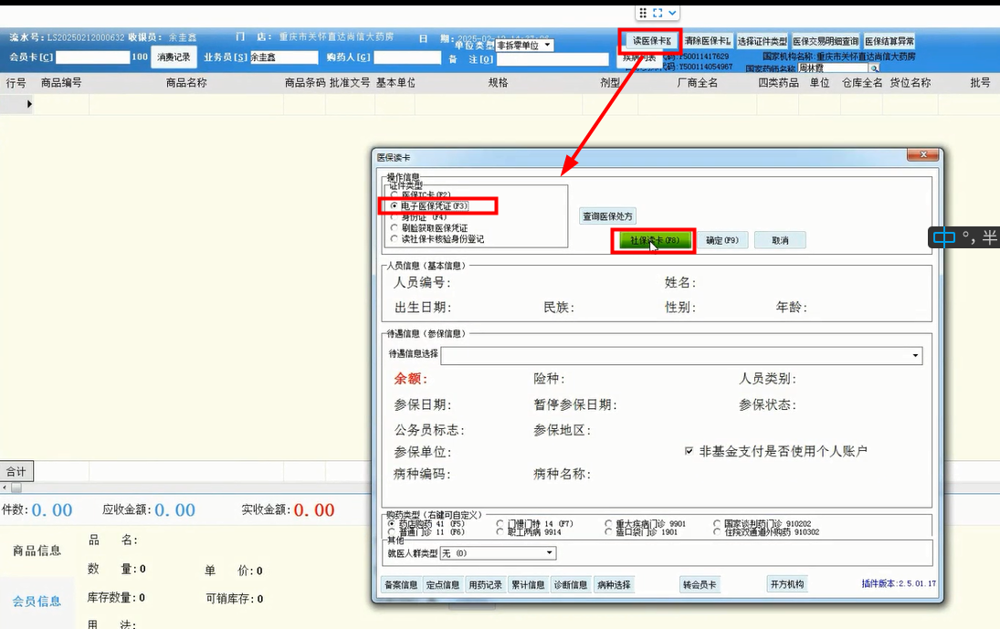 流水号: LS20250212000632 收银员: 余圭鑫 门 店: 重庆市关怀直达尚信大药房 日 期: 单位类型 非拆零单位 读医保卡K 清除医保卡L 选择证件类型 医保交易明细查询 医保结算异常
会员卡[C] 100 消费记录 业务员[S] 余圭鑫 购药人[G] 备 注[O] 疾病列表 国家机构名称:重庆市关怀直达尚信大药房
国家药师名称 周林霞
行号 商品编号 商品名称 商品条码 批准文号 基本单位 规格 剂型 厂商全名 四类药品 单位 仓库全名 货位名称 批号
医保读卡
操作信息
证件类型
医保IC卡(F2)
电子医保凭证(F3)
身份证 (F4)
刷脸获取医保凭证
读社保卡核验身份登记
查询医保处方
社保读卡(F8) 确定(F9) 取消
°, 半
人员信息(基本信息)
人员编号: 姓名:
出生日期: 民族: 性别: 年龄:
待遇信息(参保信息)
待遇信息选择
余额: 险种: 人员类别:
参保日期: 暂停参保日期: 参保状态:
公务员标志: 参保地区:
参保单位: 非基金支付是否使用个人账户
病种编码: 病种名称:
购药类型(右键可自定义)
药店购药 41 (F5) 门慢门特 14 (F7) 重大疾病门诊 9901 国家谈判药门诊 910202
普通门诊 11 (F6) 职工两病 9914 蓝口袋门诊 1901 住院双通道外购药 910302
其他
就医人群类型 无 (0)
备案信息 定点信息 用药记录 累计信息 诊断信息 病种选择 转会员卡 开方机构 插件版本:2.5.01.17
合计
件数: 0.00 应收金额: 0.00 实收金额: 0.00
商品信息
会员信息
品 名:
数 量:0 单 价:0
库存数量:0 可销库存:0
用 法: